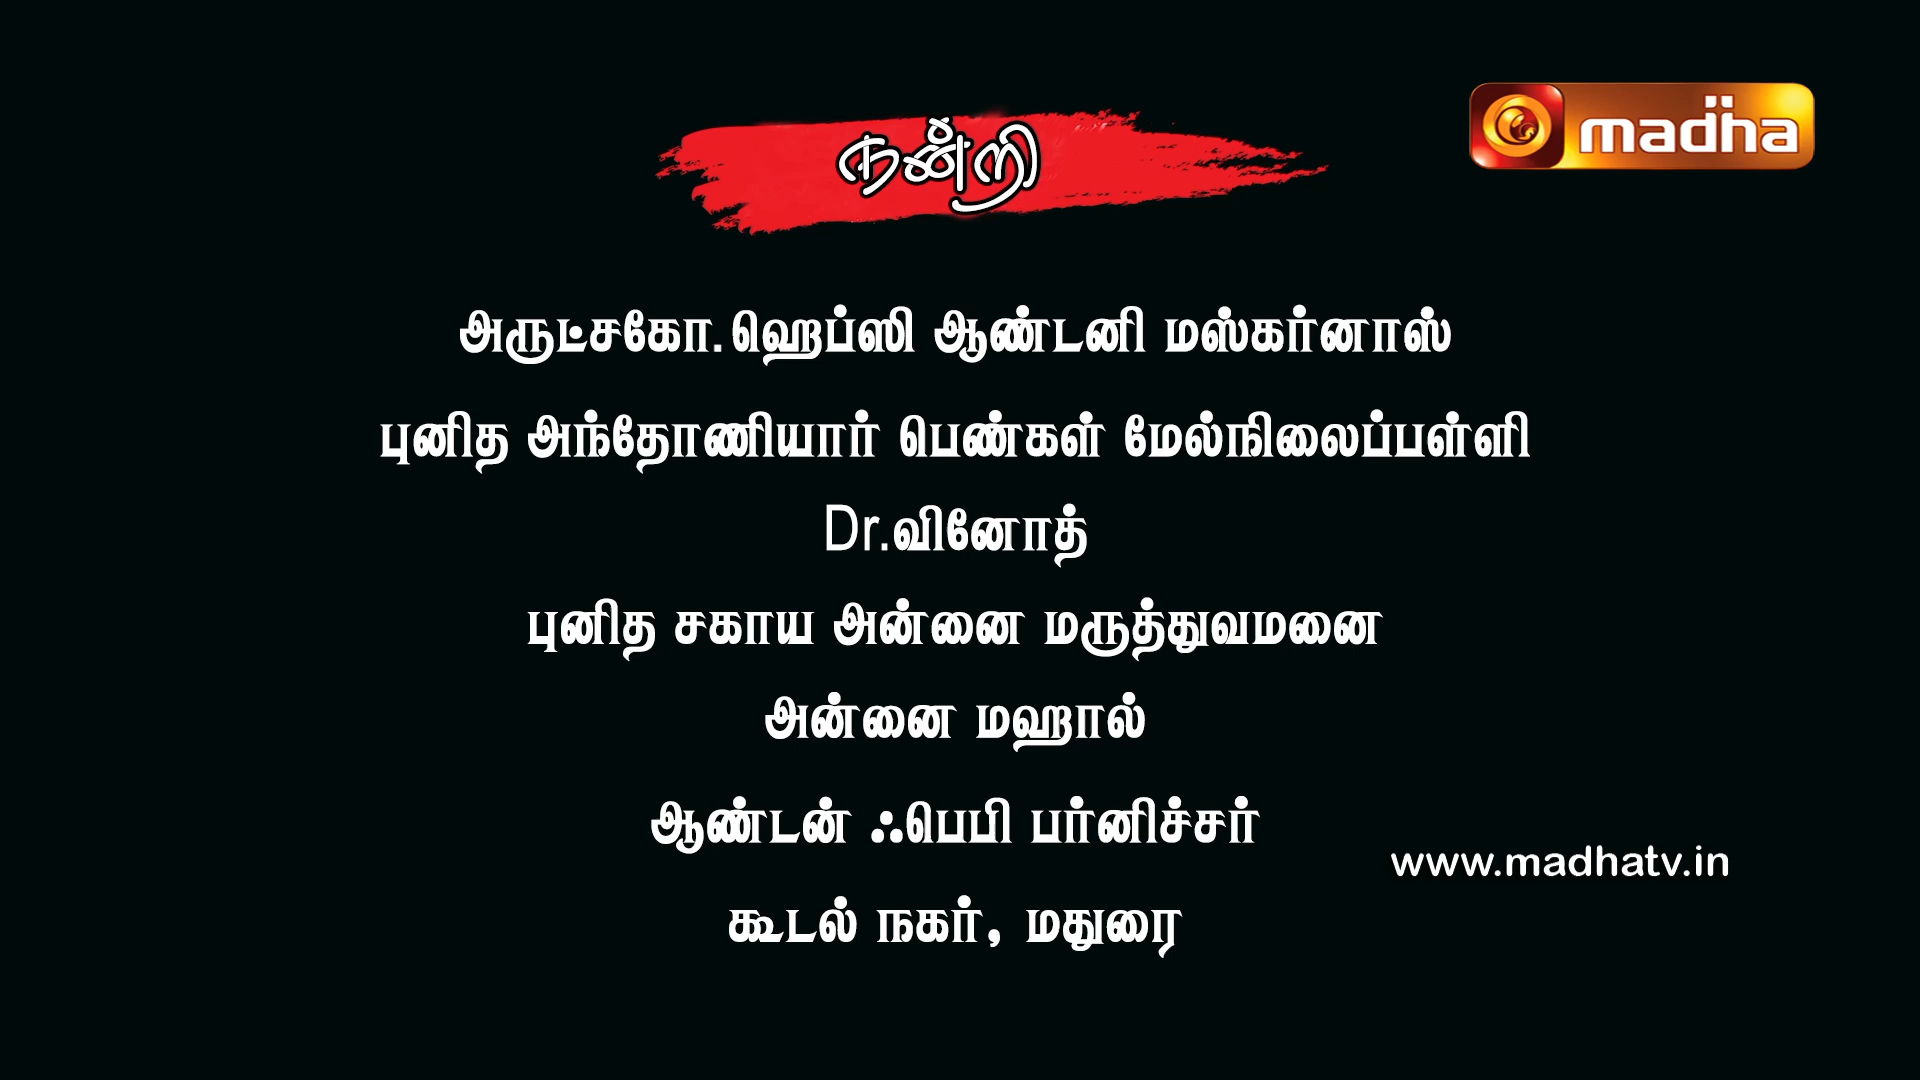 நன்றி
madha
அருட்சகோ.ஹெப்ஸி ஆண்டனி மஸ்கர்னாஸ்
புனித அந்தோணியார் பெண்கள் மேல்நிலைப்பள்ளி
Dr.வினோத்
புனித சகாய அன்னை மருத்துவமனை
அன்னை மஹால்
ஆண்டன் ஃபெபி பர்னிச்சர்
www.madhatv.in
கூடல் நகர், மதுரை